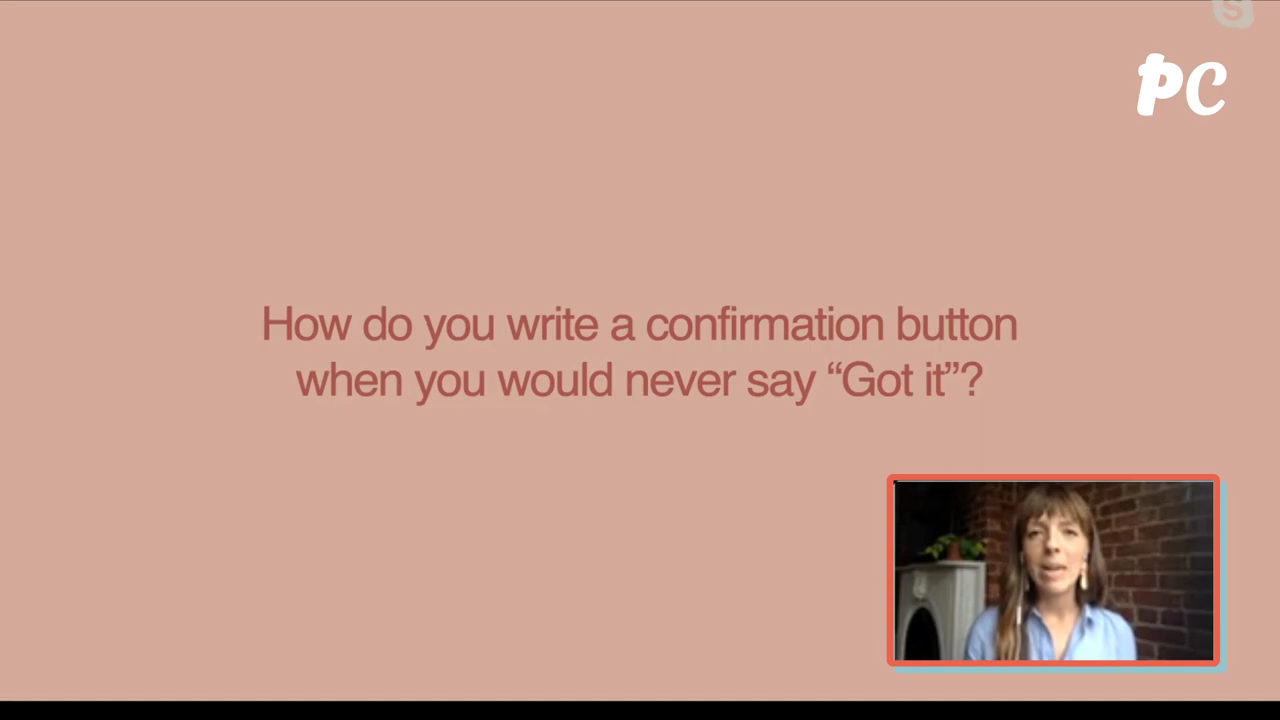 S
PC
How do you write a confirmation button
when you would never say “Got it”?